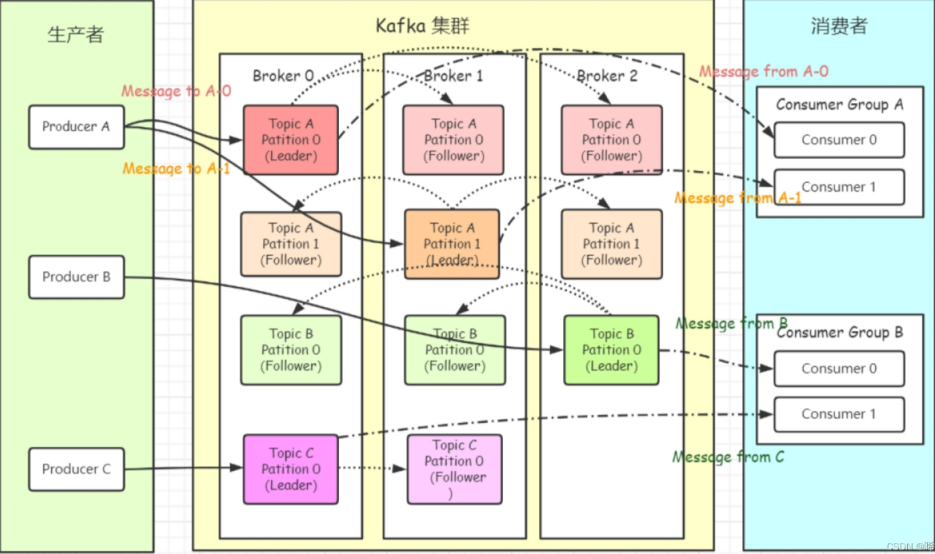 生产者
Kafka 集群
消费者
Broker 0
Broker 1
Broker 2
Message to A-0
Message from A-0
Producer A
Topic A
Patition 0
(Leader)
Topic A
Patition 0
(Follower)
Topic A
Patition 0
(Follower)
Consumer Group A
Consumer 0
Consumer 1
Message to A-1
Message from A-1
Topic A
Patition 1
(Follower)
Topic A
Patition 1
(Leader)
Topic A
Patition 1
(Follower)
Producer B
Topic B
Patition 0
(Follower)
Topic B
Patition 0
(Follower)
Topic B
Patition 0
(Leader)
Message from B
Consumer Group B
Consumer 0
Consumer 1
Message from C
Producer C
Topic C
Patition 0
(Leader)
Topic C
Patition 0
(Follower
)
CSDN